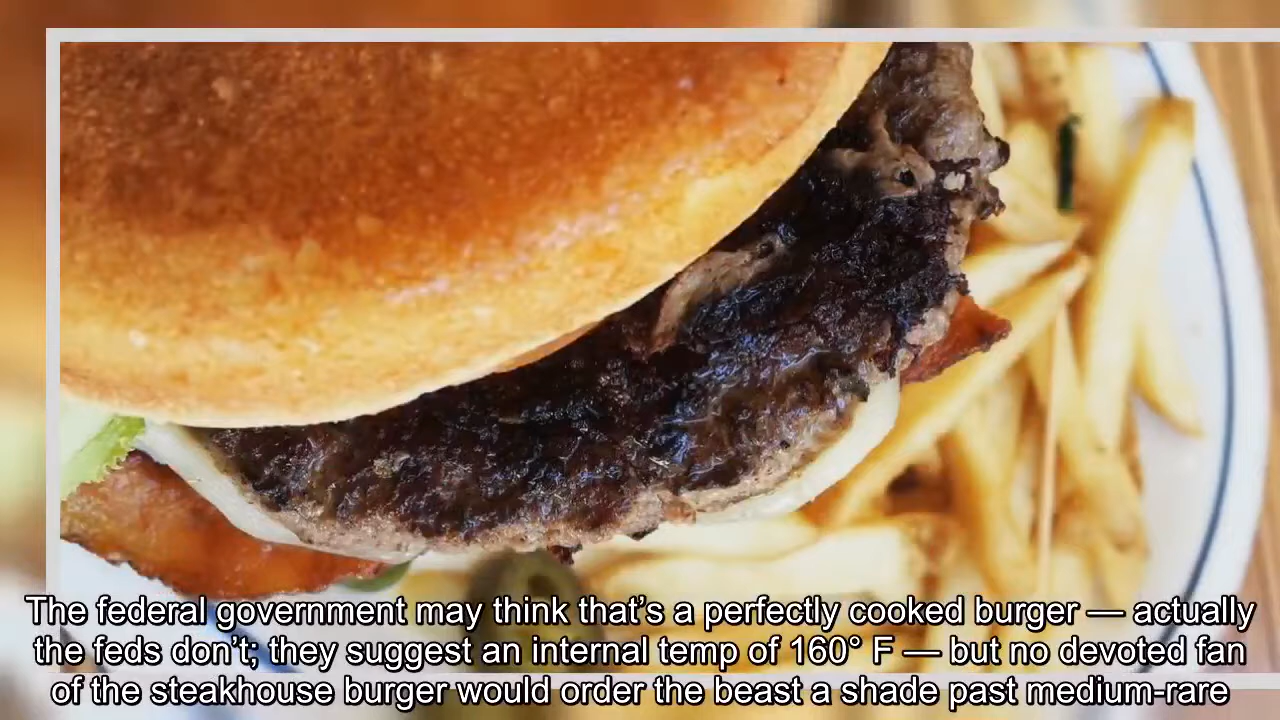 The federal government may think that’s a perfectly cooked burger — actually
the feds don’t; they suggest an internal temp of 160° F — but no devoted fan
of the steakhouse burger would order the beast a shade past medium-rare